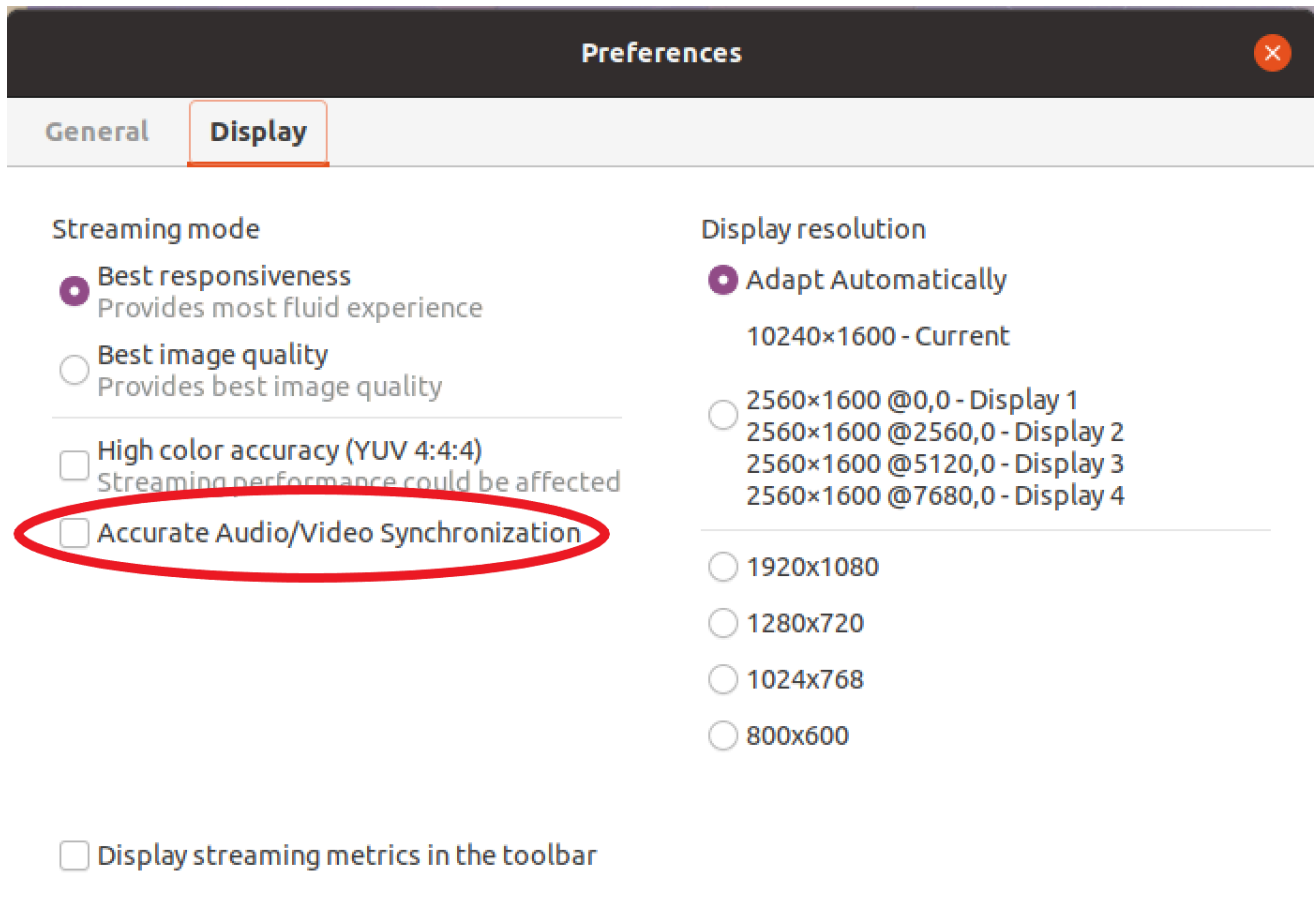 Preferences
General
Display
Streaming mode
Best responsiveness
Provides most fluid experience
Best image quality
Provides best image quality
High color accuracy (YUV 4:4:4)
Streaming performance could be affected
Accurate Audio/Video Synchronization
Display resolution
Adapt Automatically
10240×1600 - Current
2560×1600 @0,0 - Display 1
2560×1600 @2560,0 - Display 2
2560×1600 @5120,0 - Display 3
2560×1600 @7680,0 - Display 4
1920x1080
1280x720
1024x768
800x600
Display streaming metrics in the toolbar